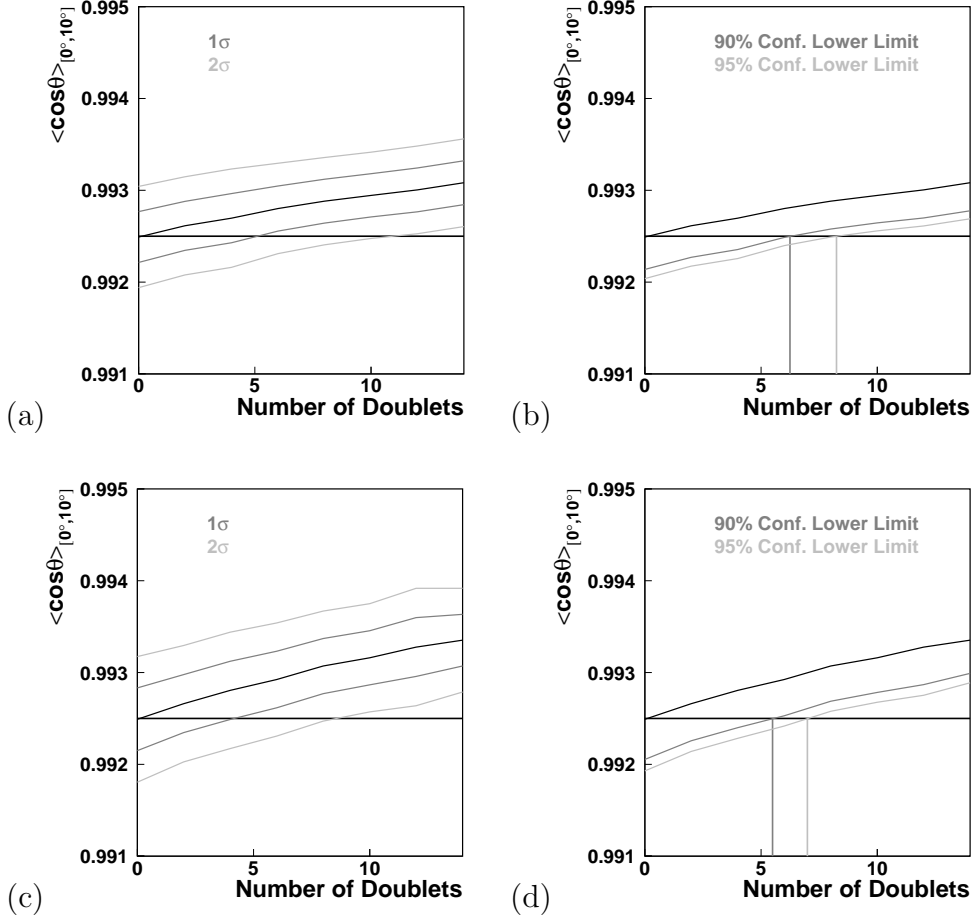 <cosθ>[0°,10°]
0.995
0.994
0.993
0.992
0.991
1σ
2σ
0
5
10
Number of Doublets
(a)
<cosθ>[0°,10°]
0.995
0.994
0.993
0.992
0.991
90% Conf. Lower Limit
95% Conf. Lower Limit
0
5
10
Number of Doublets
(b)
<cosθ>[0°,10°]
0.995
0.994
0.993
0.992
0.991
1σ
2σ
0
5
10
Number of Doublets
(c)
<cosθ>[0°,10°]
0.995
0.994
0.993
0.992
0.991
90% Conf. Lower Limit
95% Conf. Lower Limit
0
5
10
Number of Doublets
(d)